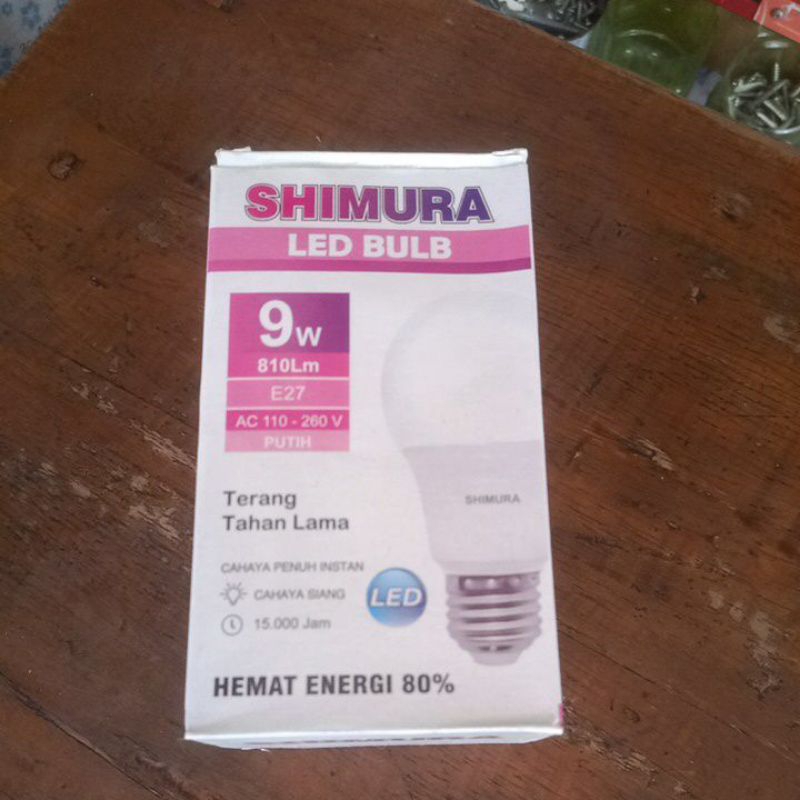 SHIMURA
LED BULB
9W
810Lm
E27
AC 110 - 260 V
PUTIH
Terang
Tahan Lama
CAHAYA PENUH INSTAN
CAHAYA SIANG
15.000 Jam
LED
SHIMURA
HEMAT ENERGI 80%